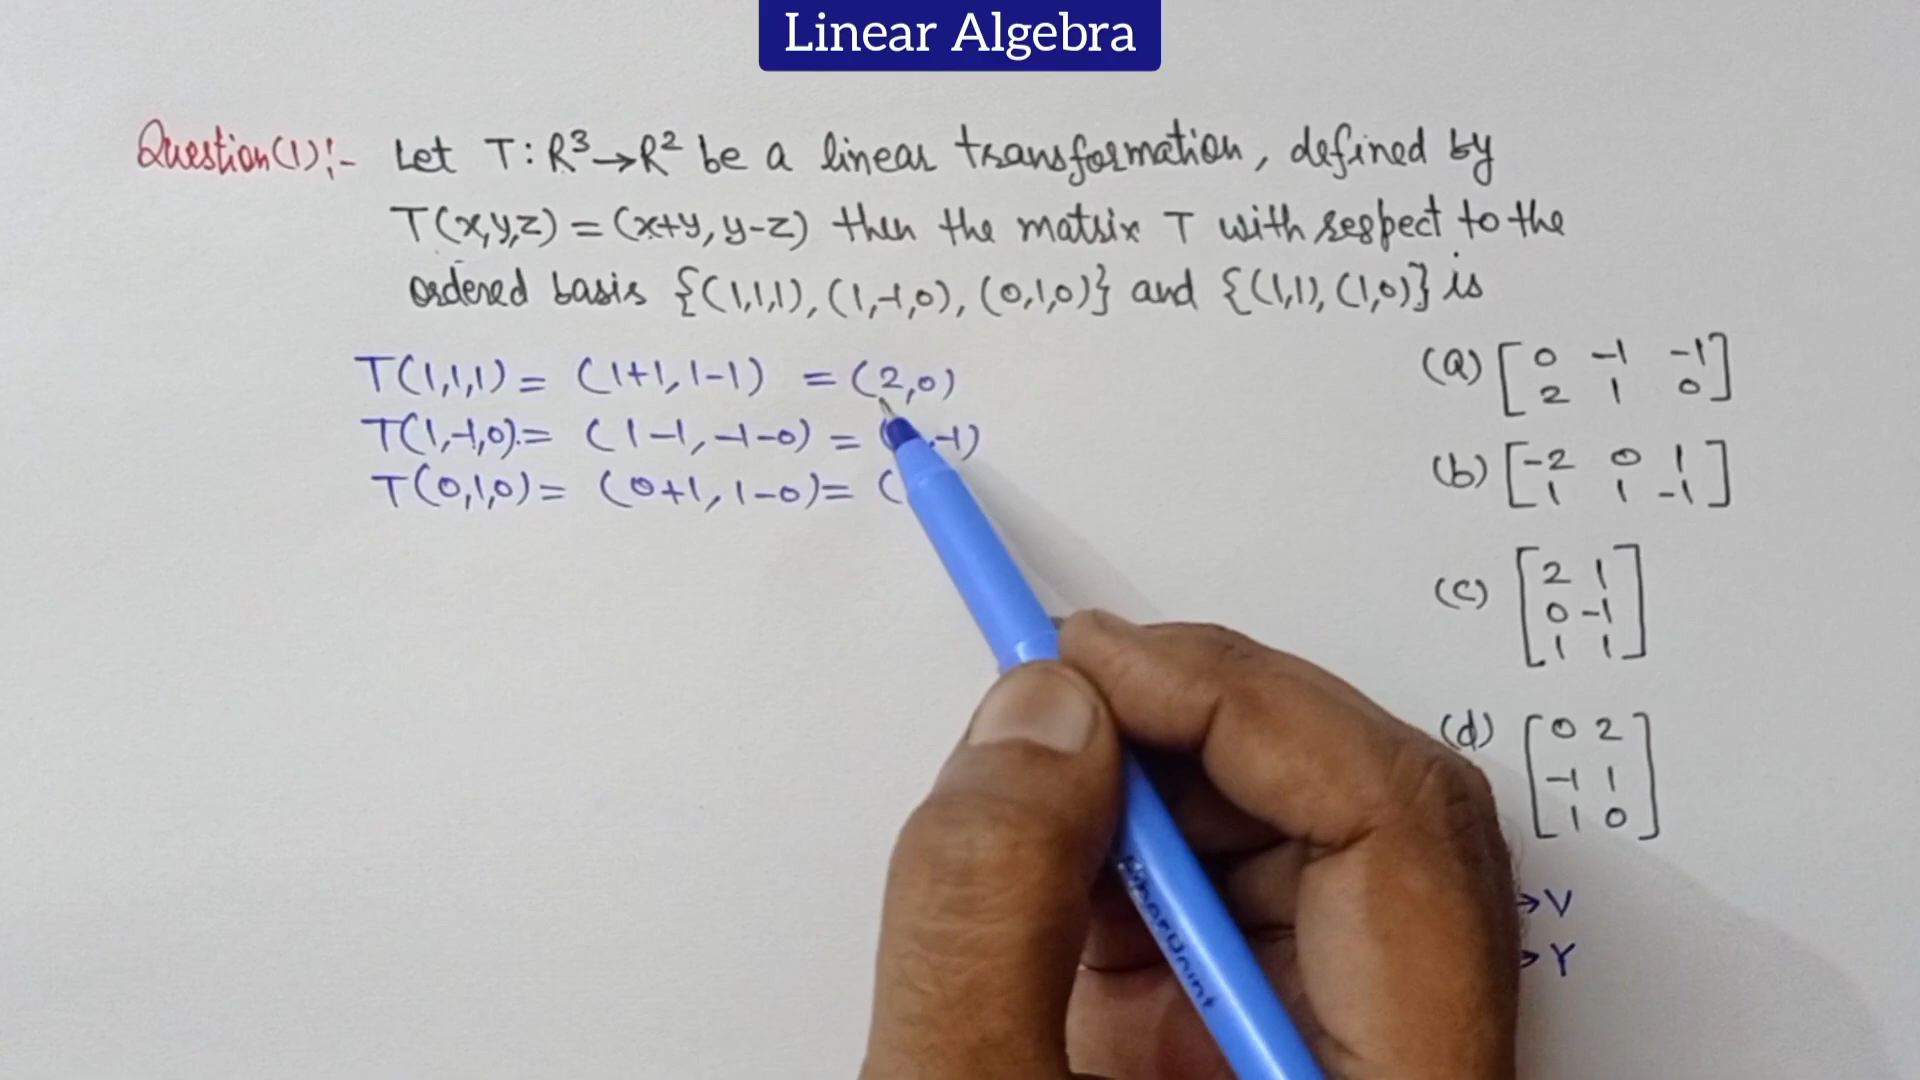 Linear Algebra
Question(1):- Let T: R³→R² be a linear transformation, defined by
T(x,y,z) = (x+y, y-z) then the matrix T with respect to the
ordered basis {(1,1,1), (1,-1,0), (0,1,0)} and {(1,1), (1,0)} is
T(1,1,1) = (1+1, 1-1) = (2,0)
T(1,-1,0) = (1-1, -1-0) = ( ,-1)
T(0,1,0) = (0+1, 1-0) = (
(a) [ 0 -1 -1 ]
2 1 0
(b) [ -2 0 1 ]
1 1 -1
(c) [ 2 1 ]
0 -1
1 1
(d) [ 0 2 ]
-1 1
1 0
→V
→Y